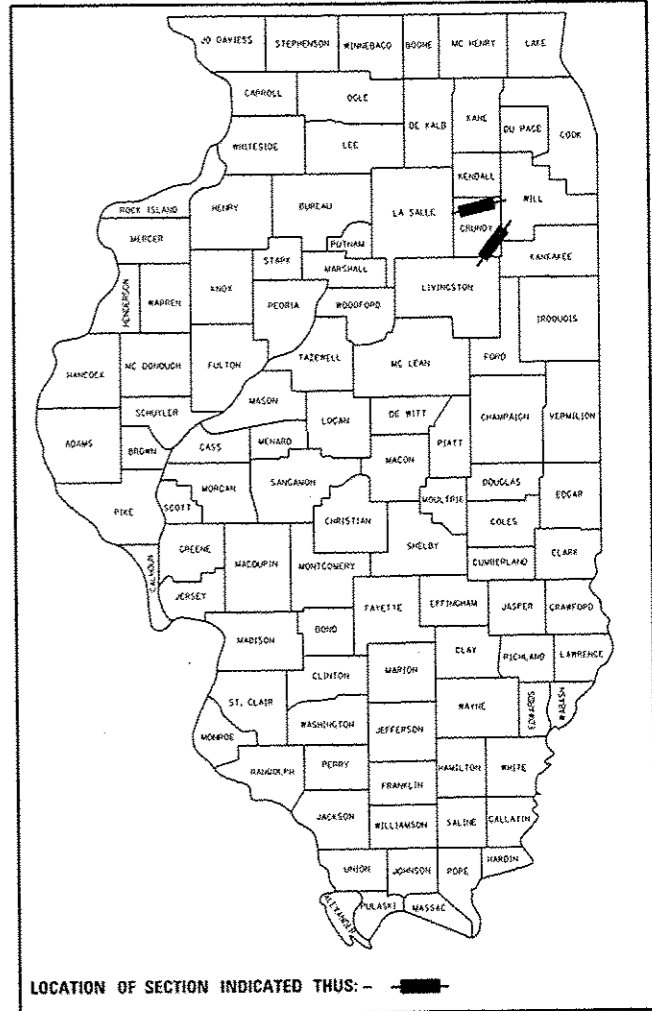 JO DAVIESS STEPHENSON WINNEBAGO BOONE MC HENRY LAKE
CARROLL OGLE DE KALB KANE DU PAGE COOK
WHITESIDE LEE KENDALL WILL
ROCK ISLAND HENRY BUREAU LA SALLE GRUNDY
MERCER PUTNAM KANKAKEE
STARK MARSHALL
HENDERSON WARREN KNOX PEORIA WOODFORD LIVINGSTON IROQUOIS
HANCOCK MC DONOUGH FULTON TAZEWELL MC LEAN FORD
SCHUYLER MASON LOGAN DE WITT CHAMPAIGN VERMILION
ADAMS BROWN CASS MENARD MACON PIATT
PIKE SCOTT MORGAN SANGAMON CHRISTIAN MOULTRIE DOUGLAS EDGAR
COLES
CALHOUN GREENE MACOUPIN MONTGOMERY SHELBY CUMBERLAND CLARK
JERSEY FAYETTE EFFINGHAM JASPER CRAWFORD
MADISON BOND
CLAY RICHLAND LAWRENCE
CLINTON MARION
ST. CLAIR WAYNE EDWARDS WABASH
WASHINGTON JEFFERSON
MONROE
RANDOLPH PERRY HAMILTON WHITE
FRANKLIN
JACKSON WILLIAMSON SALINE GALLATIN
UNION JOHNSON POPE HARDIN
ALEXANDER PULASKI MASSAC
LOCATION OF SECTION INDICATED THUS: -